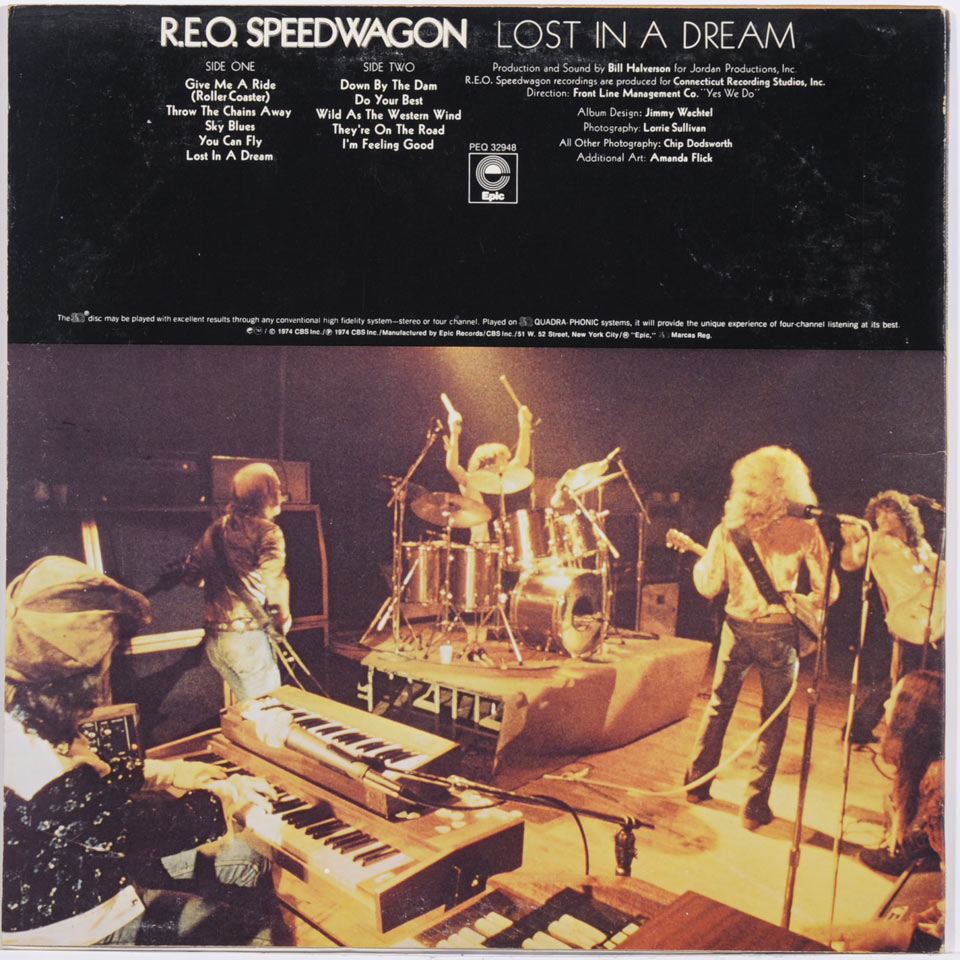 R.E.O. SPEEDWAGON LOST IN A DREAM
SIDE ONE
Give Me A Ride
(Roller Coaster)
Throw The Chains Away
Sky Blues
You Can Fly
Lost In A Dream
SIDE TWO
Down By The Dam
Do Your Best
Wild As The Western Wind
They're On The Road
I'm Feeling Good
Production and Sound by Bill Halverson for Jordan Productions, Inc.
R.E.O. Speedwagon recordings are produced for Connecticut Recording Studios, Inc.
Direction: Front Line Management Co. "Yes We Do"
Album Design: Jimmy Wachtel
Photography: Lorrie Sullivan
All Other Photography: Chip Dodsworth
Additional Art: Amanda Flick
PEQ 32948
Epic
The disc may be played with excellent results through any conventional high fidelity system—stereo or four channel. Played on QUADRA-PHONIC systems, it will provide the unique experience of four-channel listening at its best.
/ © 1974 CBS Inc./℗ 1974 CBS Inc./Manufactured by Epic Records/CBS Inc./51 W. 52 Street, New York City/® "Epic," Marcas Reg.